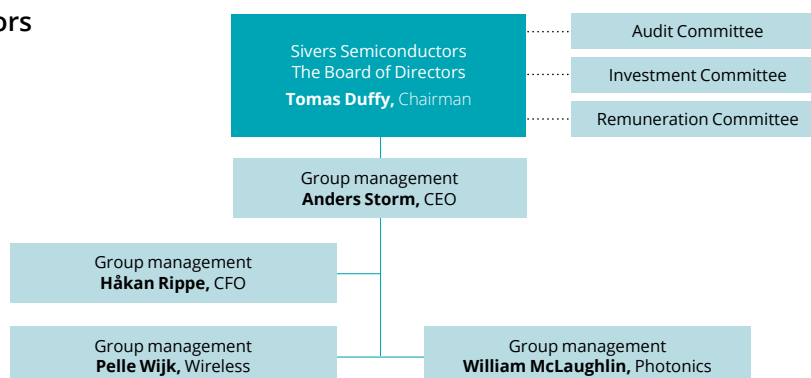 ors
Sivers Semiconductors
The Board of Directors
Tomas Duffy, Chairman
Audit Committee
Investment Committee
Remuneration Committee
Group management
Anders Storm, CEO
Group management
Håkan Rippe, CFO
Group management
Pelle Wijk, Wireless
Group management
William McLaughlin, Photonics